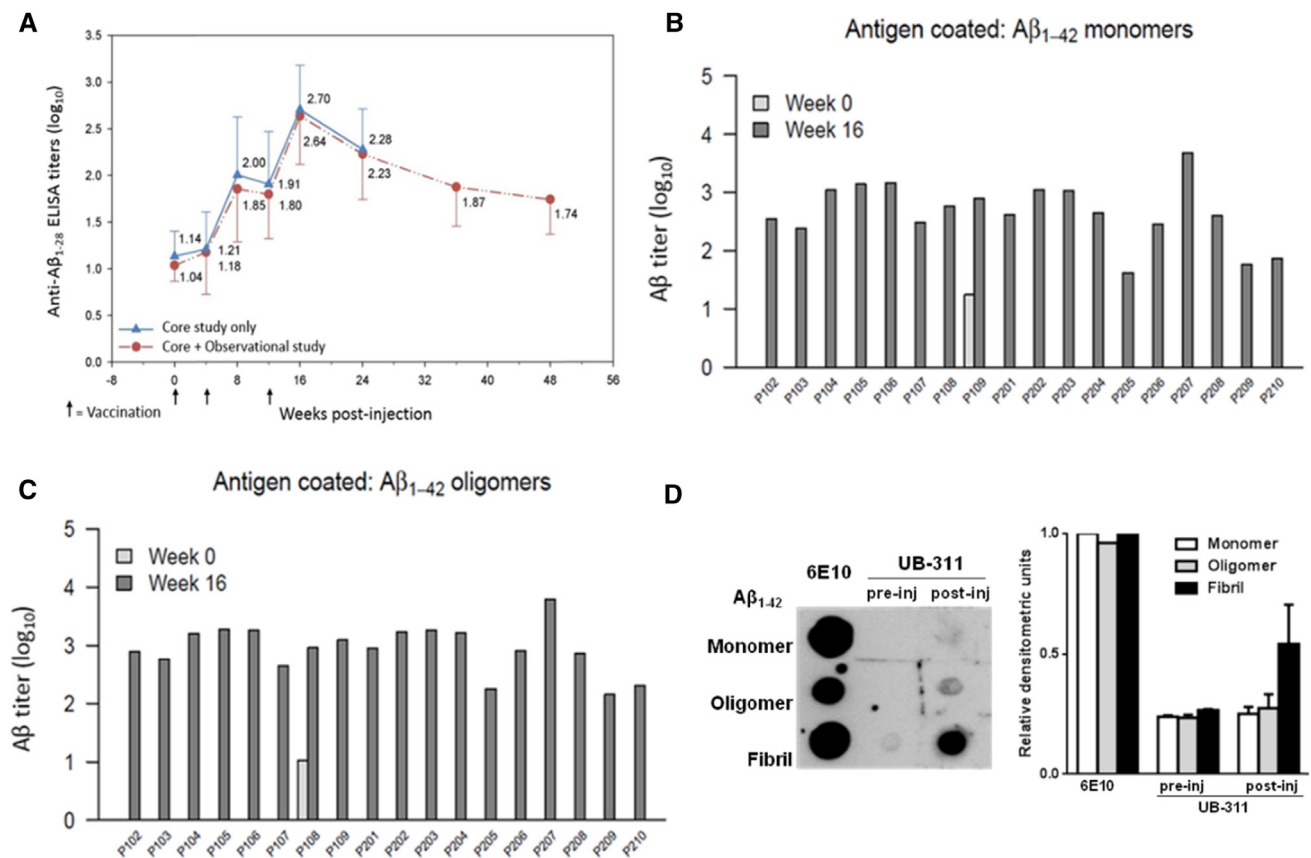 A
Anti-Aβ1-28 ELISA titers (log10)
3.5
3.0
2.5
2.0
1.5
1.0
0.5
0.0
1.14
1.04
1.21
1.18
2.00
1.85
1.91
1.80
2.70
2.64
2.28
2.23
1.87
1.74
Core study only
Core + Observational study
-8 0 8 16 24 32 40 48 56
↑ = Vaccination
Weeks post-injection
B
Antigen coated: Aβ1–42 monomers
Aβ titer (log10)
5
4
3
2
1
0
Week 0
Week 16
P102 P103 P104 P105 P106 P107 P108 P109 P201 P202 P203 P204 P205 P206 P207 P208 P209 P210
C
Antigen coated: Aβ1–42 oligomers
Aβ titer (log10)
5
4
3
2
1
0
Week 0
Week 16
P102 P103 P104 P105 P106 P107 P108 P109 P201 P202 P203 P204 P205 P206 P207 P208 P209 P210
D
6E10
UB-311
pre-inj post-inj
Aβ1-42
Monomer
Oligomer
Fibril
Relative densitometric units
1.0
0.5
0.0
Monomer
Oligomer
Fibril
6E10 pre-inj post-inj
UB-311